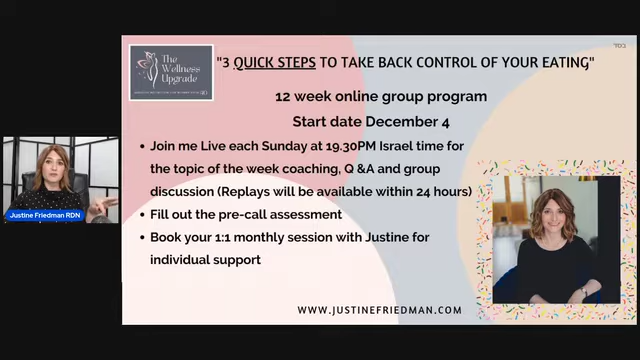 בסד
The
Wellness
Upgrade
"3 QUICK STEPS TO TAKE BACK CONTROL OF YOUR EATING"
12 week online group program
Start date December 4
• Join me Live each Sunday at 19.30PM Israel time for
the topic of the week coaching, Q &A and group
discussion (Replays will be available within 24 hours)
• Fill out the pre-call assessment
• Book your 1:1 monthly session with Justine for
individual support
Justine Friedman RDN
WWW.JUSTINEFRIEDMAN.COM